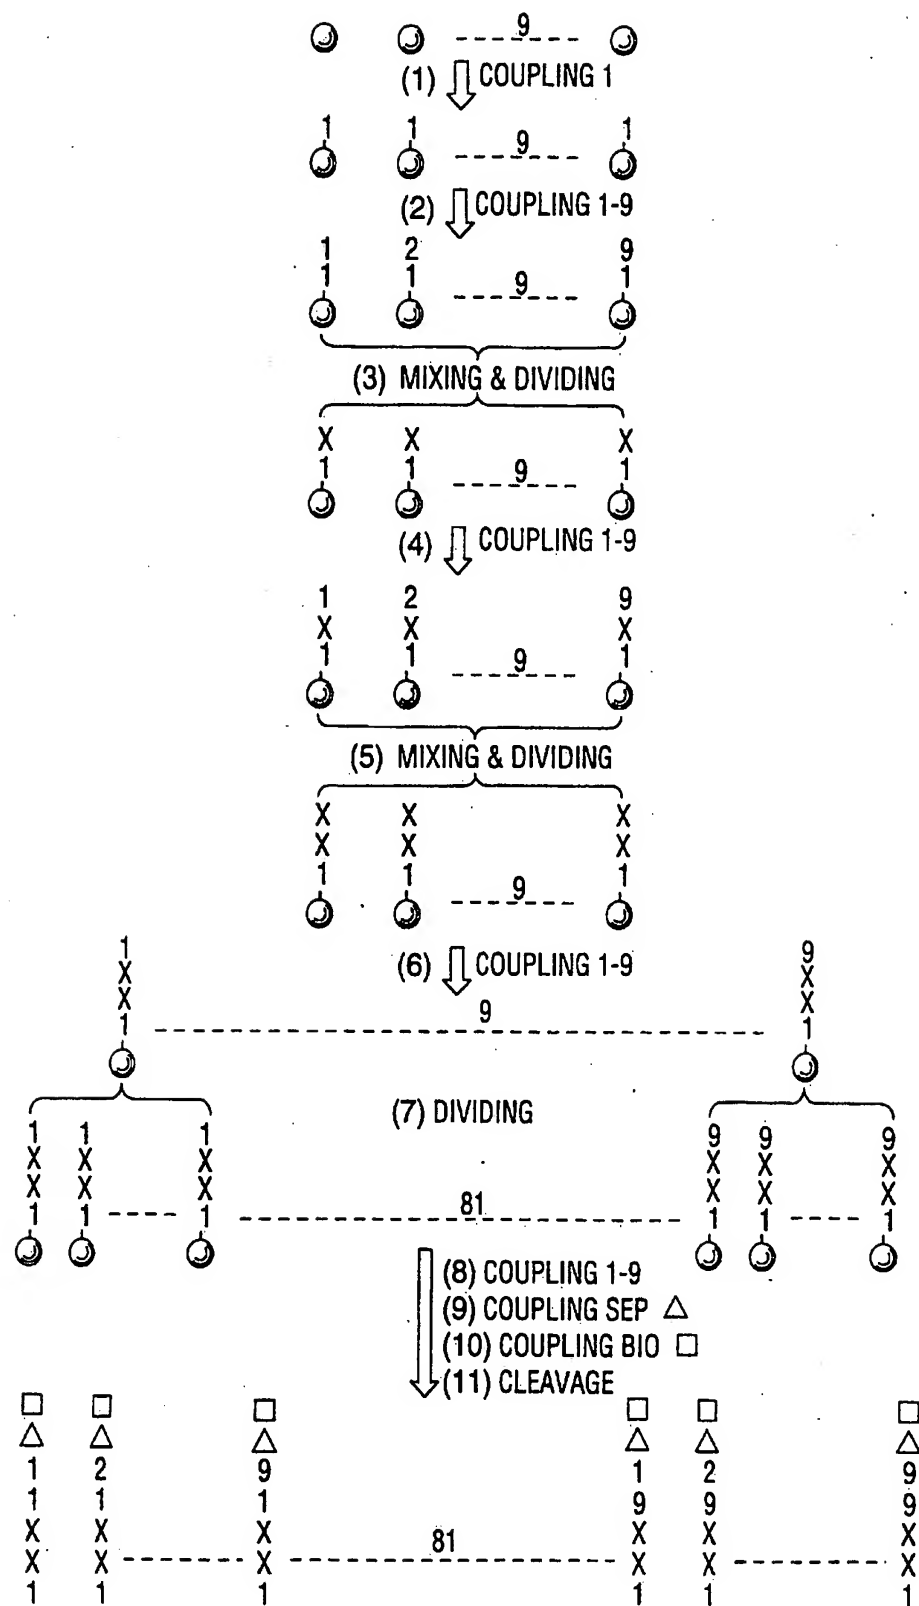 9
(1) COUPLING 1
1 1 9 1
(2) COUPLING 1-9
1 2 9
1 1 9 1
(3) MIXING & DIVIDING
X X X
1 1 9 1
(4) COUPLING 1-9
1 2 9
X X X
1 1 9 1
(5) MIXING & DIVIDING
X X X
X X X
1 1 9 1
(6) COUPLING 1-9
1 9
X X
X X
1 9 1
(7) DIVIDING
1 1 1 9 9 9
X X X X X X
X X X X X X
1 1 1 81 1 1 1
(8) COUPLING 1-9
(9) COUPLING SEP △
(10) COUPLING BIO □
(11) CLEAVAGE
□ □ □ □ □ □
△ △ △ △ △ △
1 2 9 1 2 9
1 1 1 9 9 9
X X X X X X
X X X 81 X X X
1 1 1 1 1 1